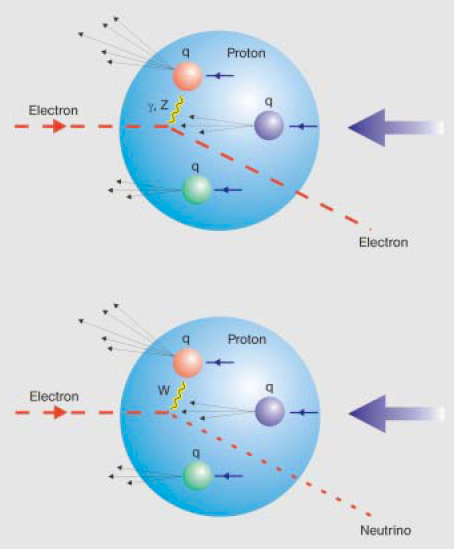 q
Proton
Electron
γ, Z
q
q
Electron
q
Proton
Electron
W
q
q
Neutrino